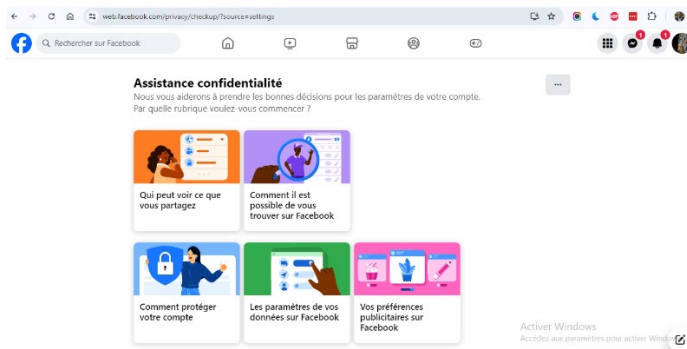 web.facebook.com/privacy/checkup/?source=settings
Rechercher sur Facebook
1
1
Assistance confidentialité
Nous vous aiderons à prendre les bonnes décisions pour les paramètres de votre compte.
Par quelle rubrique voulez-vous commencer ?
Qui peut voir ce que
vous partagez
Comment il est
possible de vous
trouver sur Facebook
Comment protéger
votre compte
Les paramètres de vos
données sur Facebook
Vos préférences
publicitaires sur
Facebook
Activer Windows
Accédez aux paramètres pour activer Windows